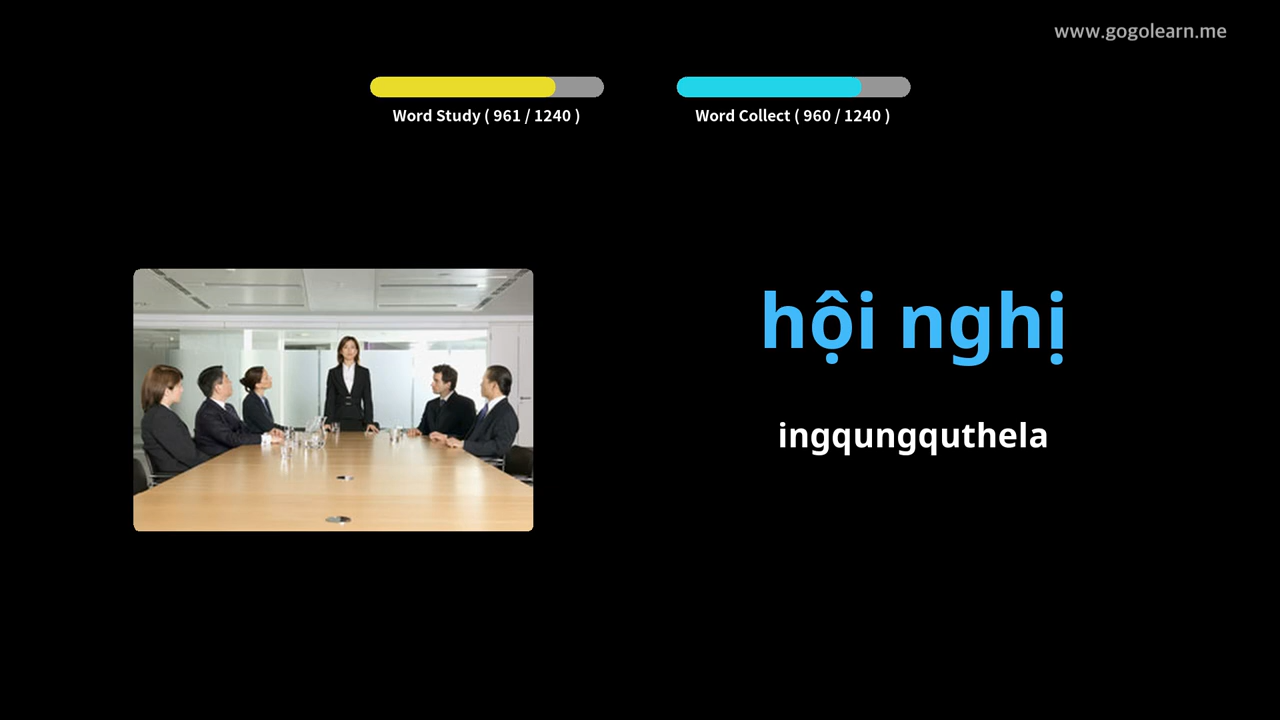 www.gogolearn.me
Word Study ( 961 / 1240 )
Word Collect ( 960 / 1240 )
hội nghị
ingqungquthela